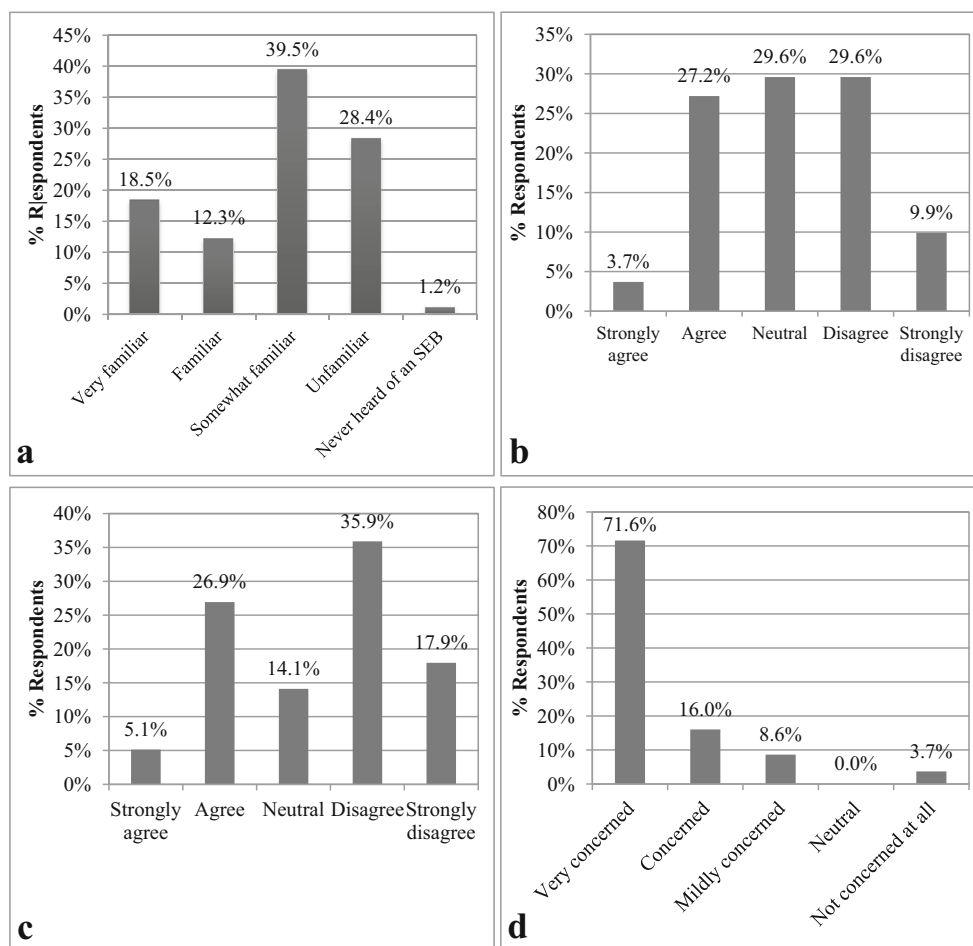 45%
40%
35%
30%
25%
20%
15%
10%
5%
0%
% R|espondents
18.5%
12.3%
39.5%
28.4%
1.2%
Very familiar
Familiar
Somewhat familiar
Unfamiliar
Never heard of an SEB
a
35%
30%
25%
20%
15%
10%
5%
0%
% Respondents
3.7%
27.2%
29.6%
29.6%
9.9%
Strongly
agree
Agree
Neutral
Disagree
Strongly
disagree
b
40%
35%
30%
25%
20%
15%
10%
5%
0%
% Respondents
5.1%
26.9%
14.1%
35.9%
17.9%
Strongly
agree
Agree
Neutral
Disagree
Strongly
disagree
c
80%
70%
60%
50%
40%
30%
20%
10%
0%
% Respondents
71.6%
16.0%
8.6%
0.0%
3.7%
Very concerned
Concerned
Mildly concerned
Neutral
Not concerned at all
d